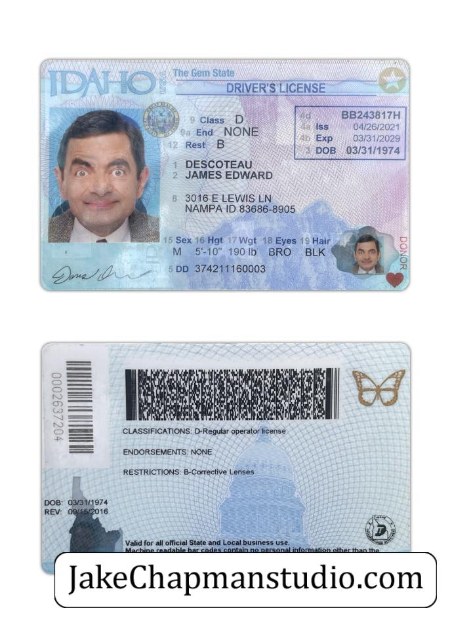 IDAHO
USA
The Gem State
DRIVER'S LICENSE
9 Class D
9a End NONE
12 Rest B
4d BB243817H
4a Iss 04/26/2021
4b Exp 03/31/2029
3 DOB 03/31/1974
1 DESCOTEAU
2 JAMES EDWARD
8 3016 E LEWIS LN
NAMPA ID 83686-8905
15 Sex 16 Hgt 17 Wgt 18 Eyes 19 Hair
M 5'-10" 190 lb BRO BLK
5 DD 374211160003
DONOR
0002637204
CLASSIFICATIONS: D-Regular operator license
ENDORSEMENTS: NONE
RESTRICTIONS: B-Corrective Lenses
DOB: 03/31/1974
REV: 09/15/2016
Valid for all official State and Local business use.
Machine readable bar codes contain no personal information other than the
JakeChapmanstudio.com